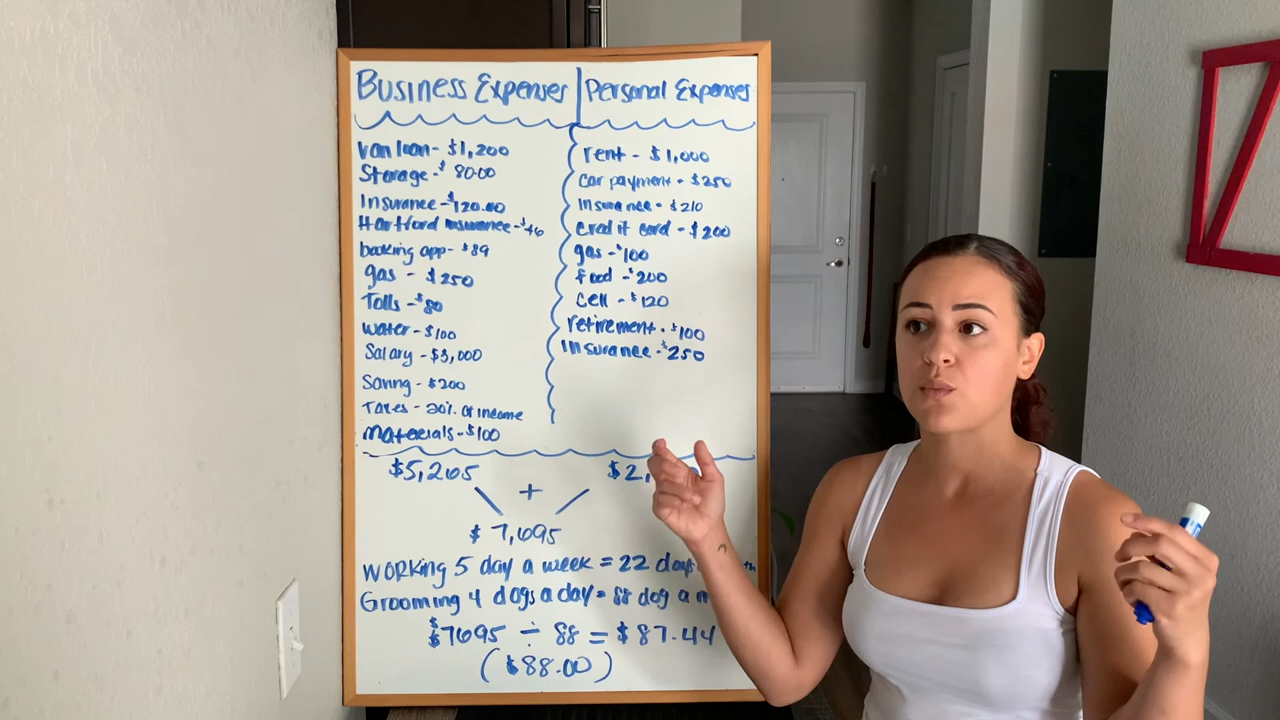 Business Expenses
Personal Expenses
Van loan - $1,200
Storage - $80.00
Insurance - $120.00
Hartford insurance - $46
booking app - $89
gas - $250
Tolls - $80
Water - $100
Salary - $3,000
Saving - $200
Taxes - 20% of income
Materials - $100
rent - $1,000
car payment - $250
Insurance - $210
credit card - $200
gas - $100
food - $200
cell - $120
retirement - $100
Insurance - $250
$5,265
+
$2,
$7,695
Working 5 day a week = 22 days
Grooming 4 dogs a day = 88 dog a m
$7695 ÷ 88 = $87.44
($88.00)